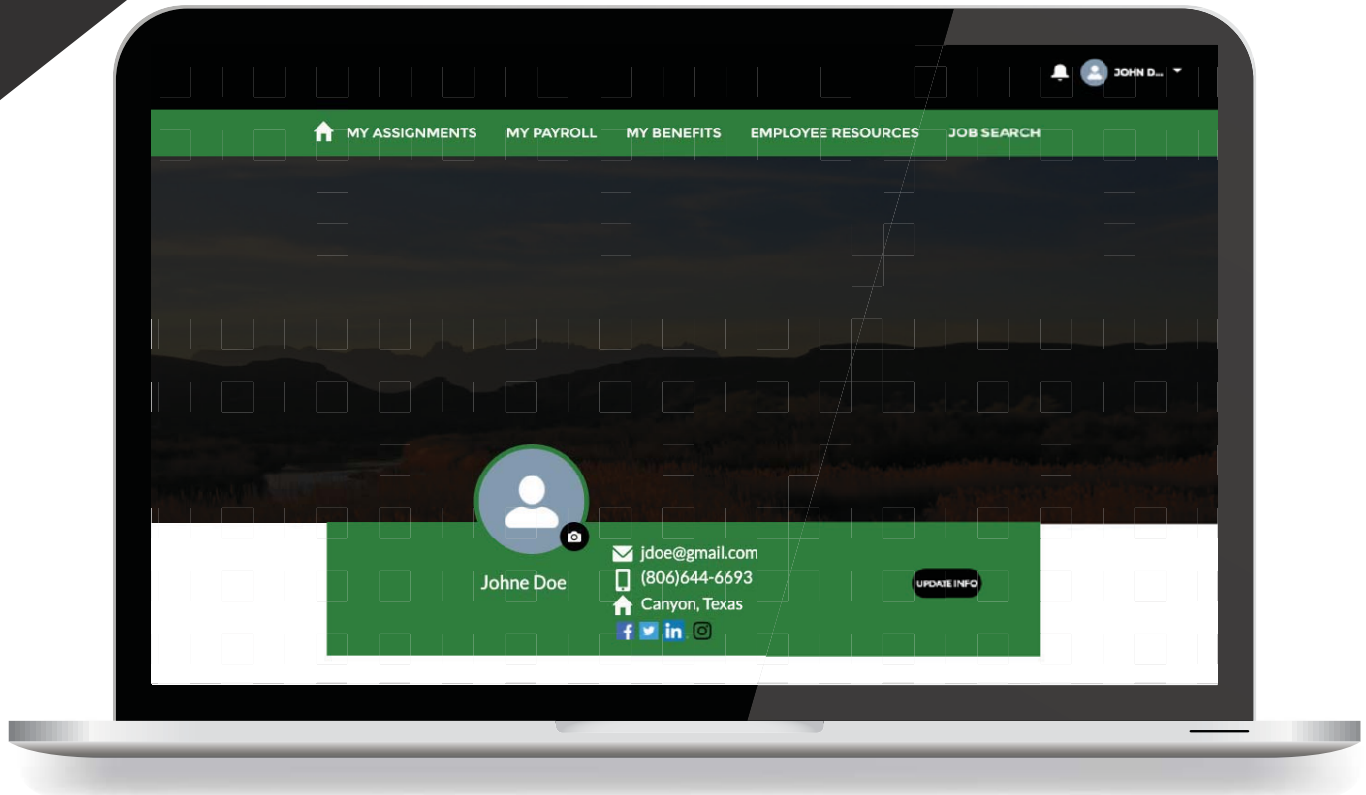 JOHN D...
MY ASSIGNMENTS MY PAYROLL MY BENEFITS EMPLOYEE RESOURCES JOB SEARCH
Johne Doe
jdoe@gmail.com
(806)644-6693
Canyon, Texas
f in
UPDATE INFO